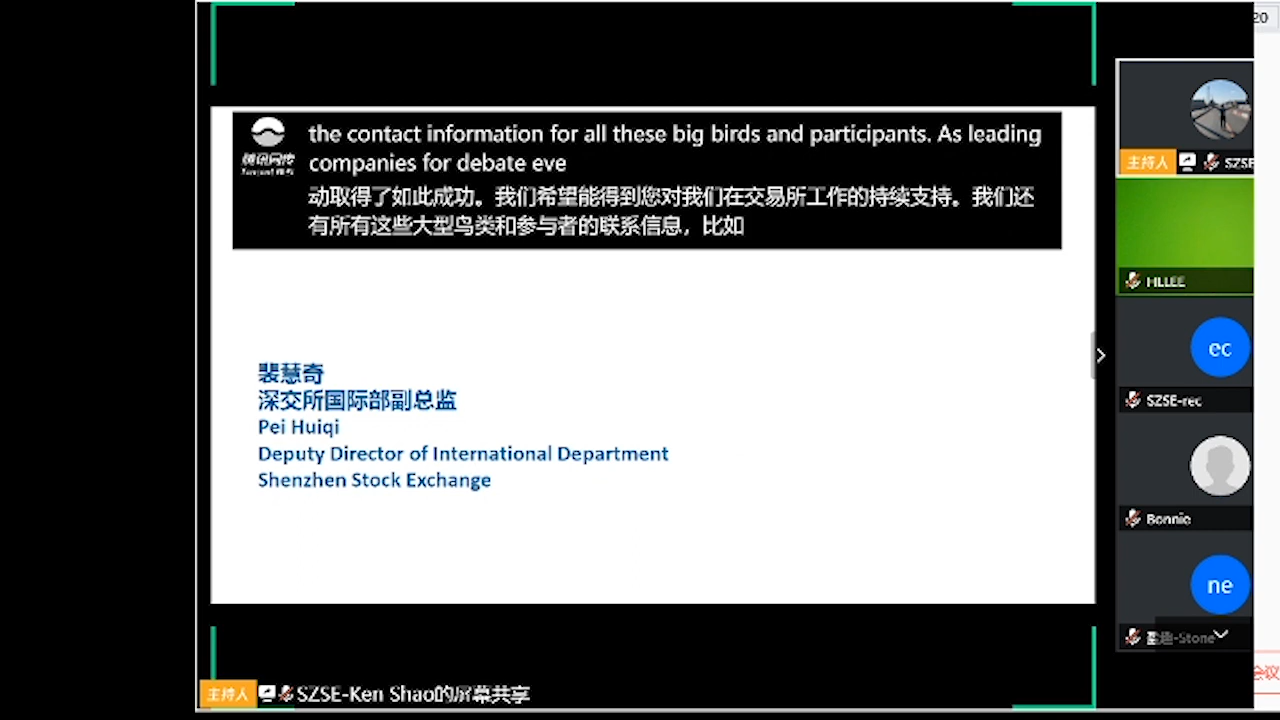 20
the contact information for all these big birds and participants. As leading
companies for debate eve
动取得了如此成功。我们希望能得到您对我们在交易所工作的持续支持。我们还
有所有这些大型鸟类和参与者的联系信息，比如
裴慧奇
深交所国际部副总监
Pei Huiqi
Deputy Director of International Department
Shenzhen Stock Exchange
主持人 SZSE
HLLEE
ec
SZSE-rec
Bonnie
ne
-Stone
会议
主持人 SZSE-Ken Shao的屏幕共享